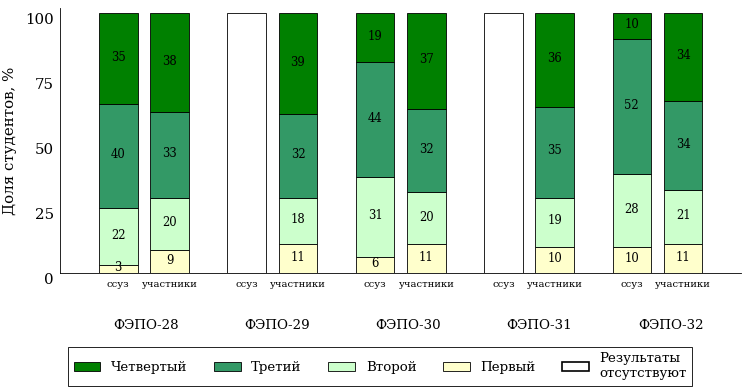 Доля студентов, %
100
75
50
25
0
35 38 39 19 37 36 10 34
40 33 32 44 32 35 52 34
22 20 18 31 20 19 28 21
3 9 11 6 11 10 10 11
ссуз участники ссуз участники ссуз участники ссуз участники ссуз участники
ФЭПО-28 ФЭПО-29 ФЭПО-30 ФЭПО-31 ФЭПО-32
Четвертый Третий Второй Первый Результаты
отсутствуют